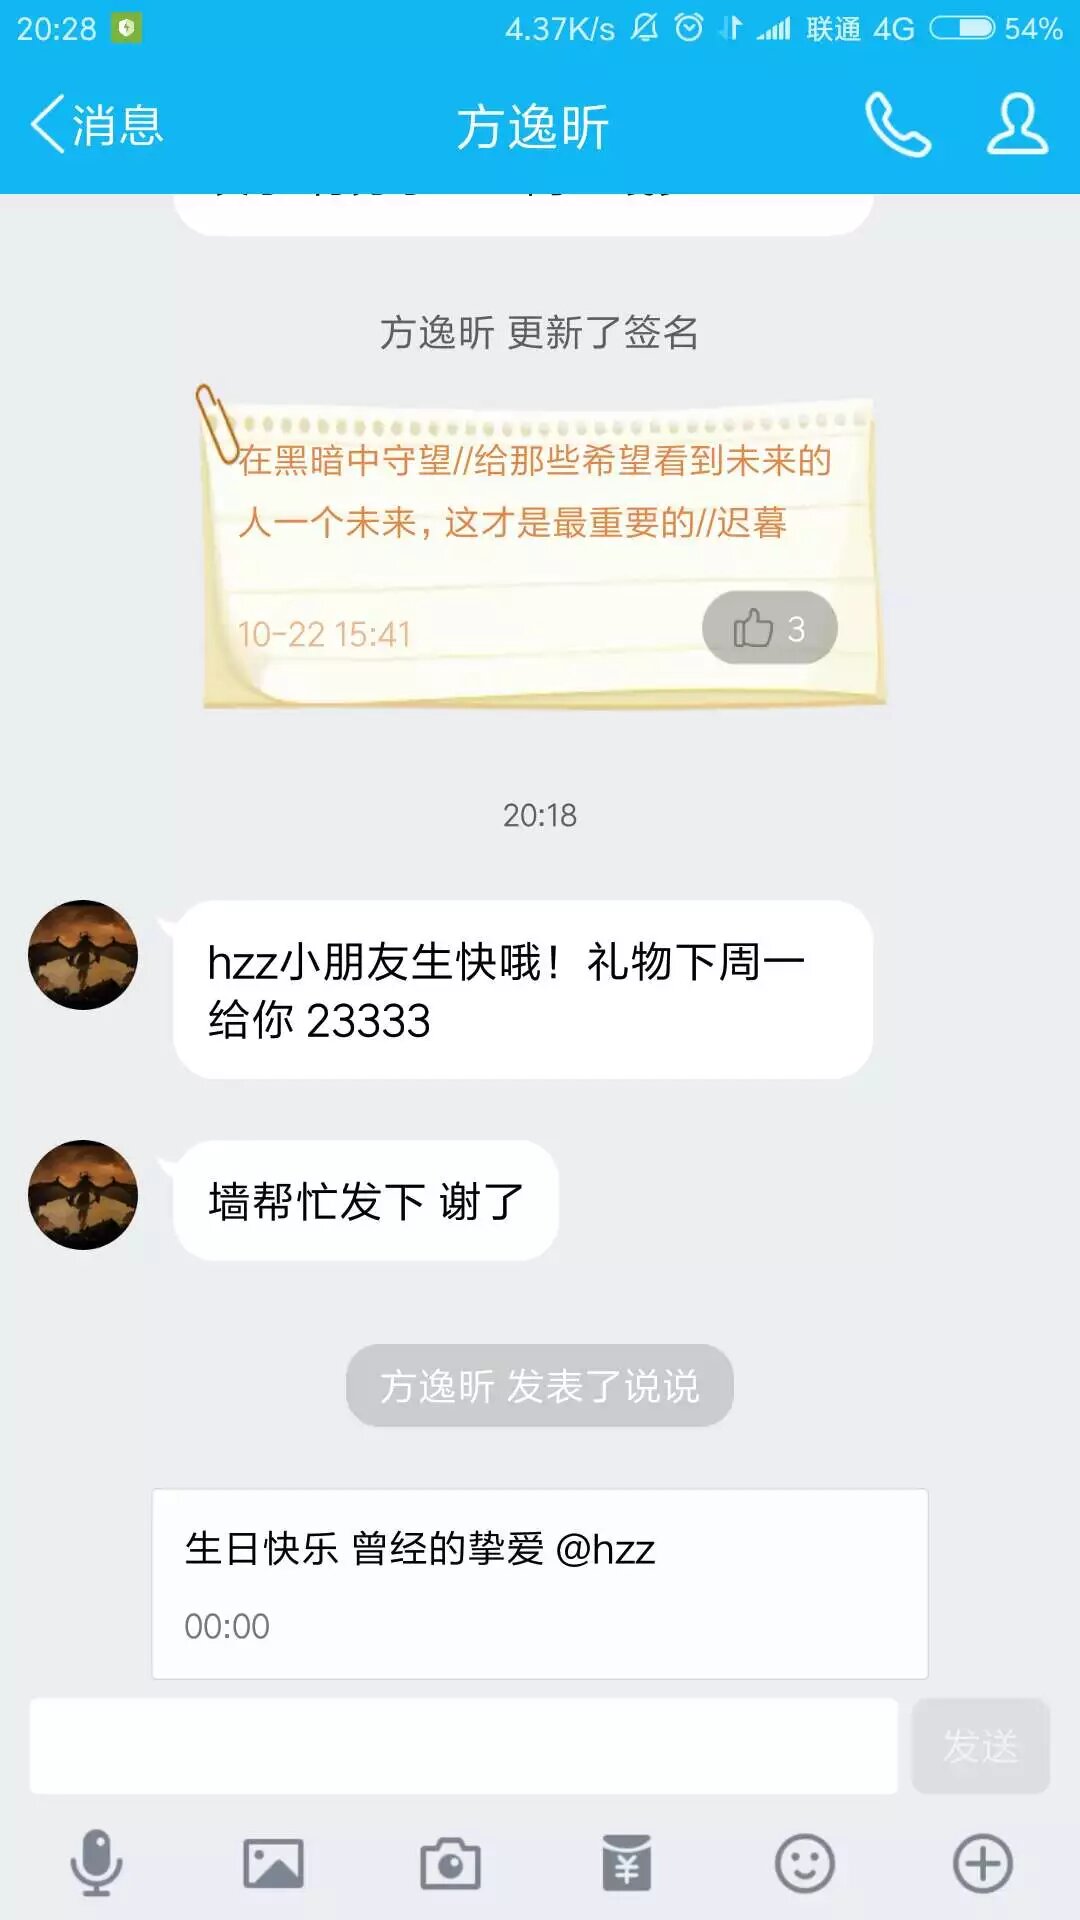 20:28
4.37K/s
联通 4G
54%
消息
方逸昕
方逸昕 更新了签名
在黑暗中守望//给那些希望看到未来的
人一个未来, 这才是最重要的//迟暮
10-22 15:41
3
20:18
hzz小朋友生快哦！礼物下周一
给你 23333
墙帮忙发下 谢了
方逸昕 发表了说说
生日快乐 曾经的挚爱 @hzz
00:00
发送